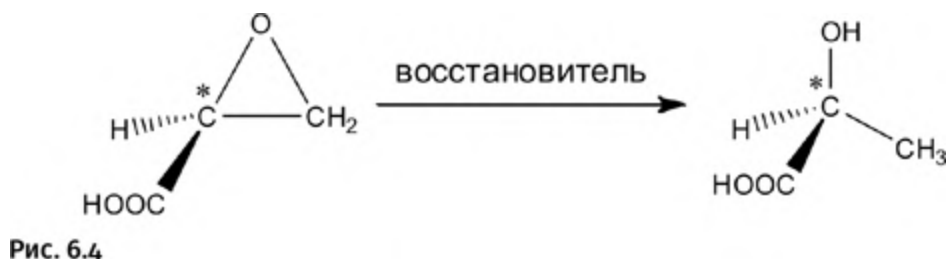 O
OH
восстановитель
*
*
H C CH2
H C
CH3
HOOC
HOOC
Рис. 6.4